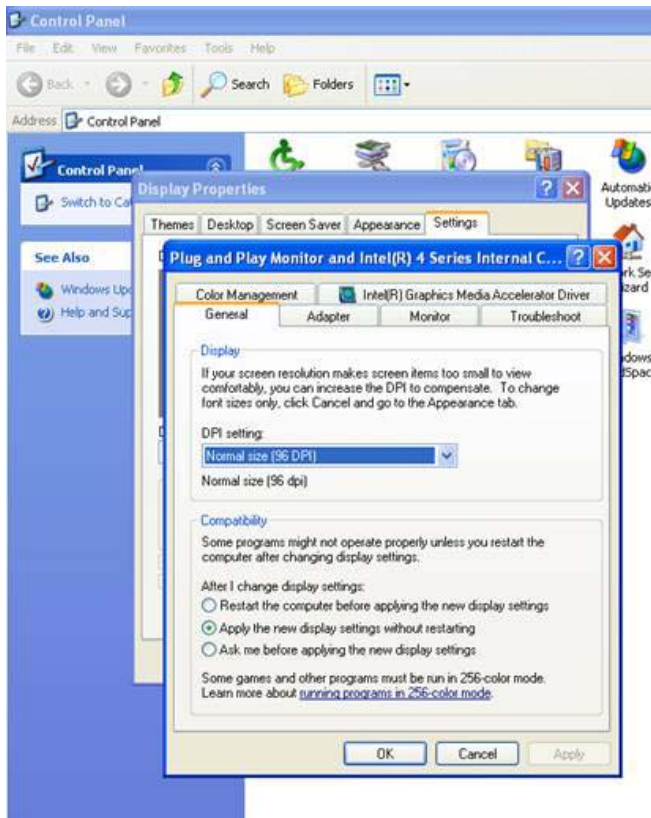 Control Panel
File Edit View Favorites Tools Help
Back Search Folders
Address Control Panel
Control Panel
Switch to Ca
See Also
Windows Upd
Help and Sup
Automati
Updates
rk Se
zard
dows
dSpac
Display Properties
Themes Desktop Screen Saver Appearance Settings
Plug and Play Monitor and Intel(R) 4 Series Internal C...
Color Management Intel(R) Graphics Media Accelerator Driver
General Adapter Monitor Troubleshoot
Display
If your screen resolution makes screen items too small to view
comfortably, you can increase the DPI to compensate. To change
font sizes only, click Cancel and go to the Appearance tab.
DPI setting:
Normal size (96 DPI)
Normal size (96 dpi)
Compatibility
Some programs might not operate properly unless you restart the
computer after changing display settings.
After I change display settings:
Restart the computer before applying the new display settings
Apply the new display settings without restarting
Ask me before applying the new display settings
Some games and other programs must be run in 256-color mode.
Learn more about running programs in 256-color mode.
OK Cancel Apply